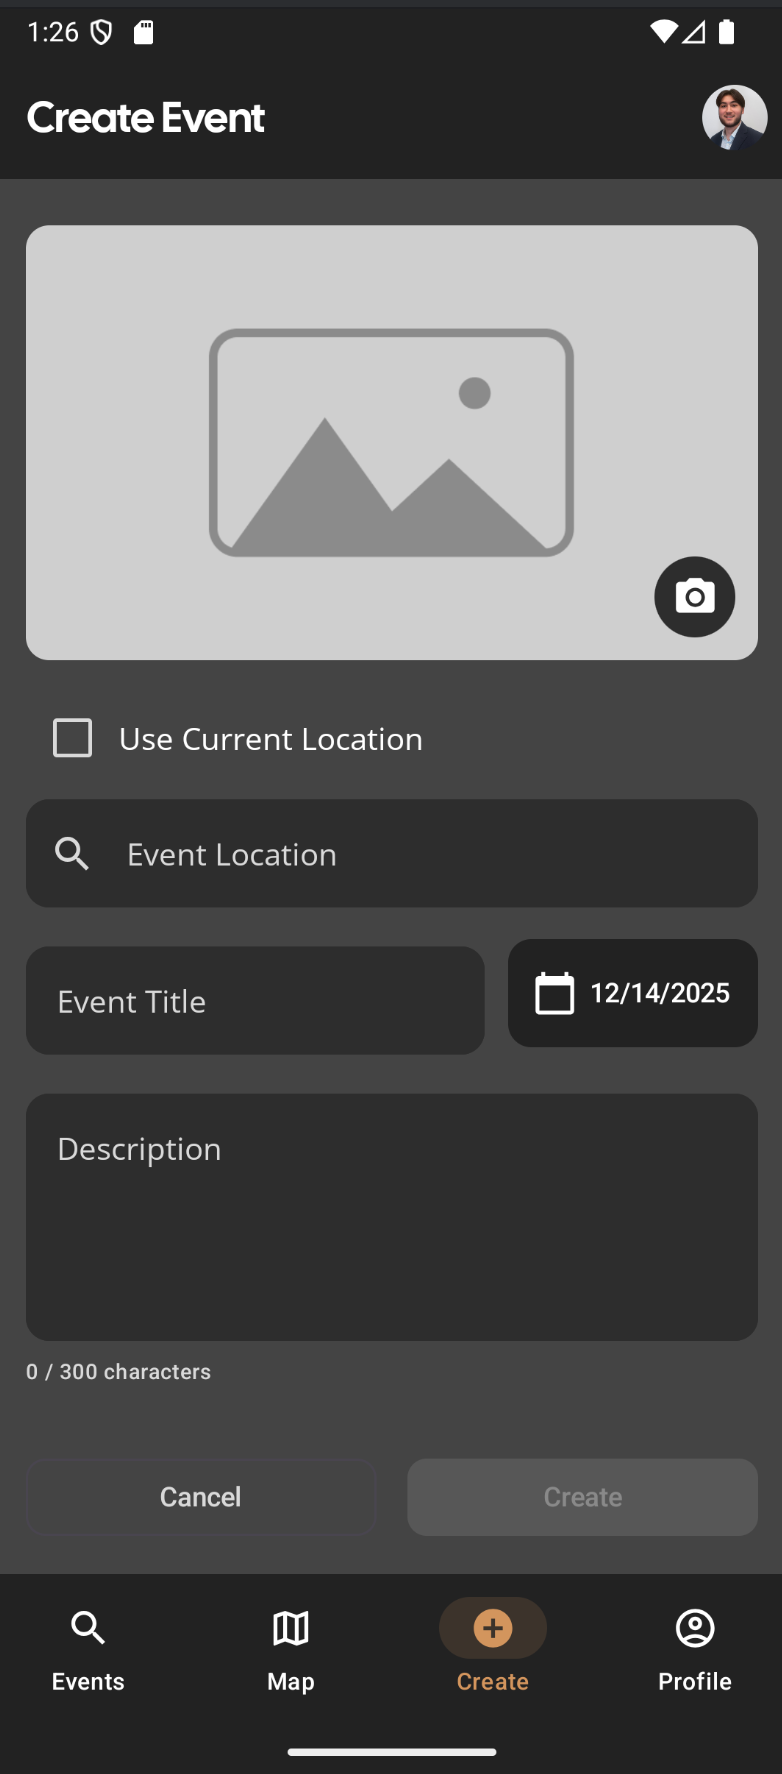 1:26
Create Event
Use Current Location
Event Location
Event Title
12/14/2025
Description
0 / 300 characters
Cancel
Create
Events
Map
Create
Profile